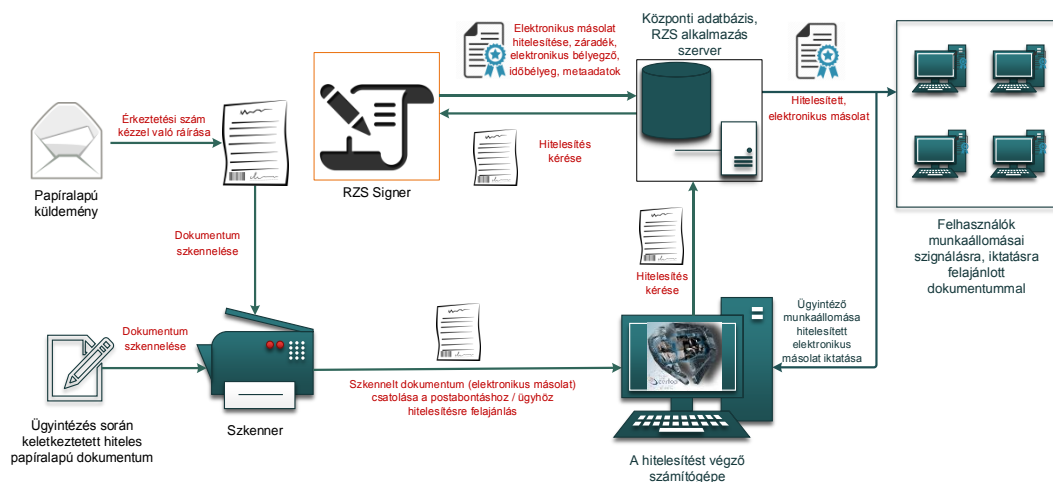 Elektronikus másolat
hitelesítése, záradék,
elektronikus bélyegző,
időbélyeg, metaadatok
Központi adatbázis,
RZS alkalmazás
szerver
Hitelesített,
elektronikus másolat
Érkeztetési szám
kézzel való ráírása
Hitelesítés
kérése
Papíralapú
küldemény
RZS Signer
Felhasználók
munkaállomásai
szignálásra, iktatásra
felajánlott
dokumentummal
Dokumentum
szkennelése
Hitelesítés
kérése
Ügyintéző
munkaállomása
hitelesített
elektronikus
másolat iktatása
Dokumentum
szkennelése
Szkennelt dokumentum (elektronikus másolat)
csatolása a postabontáshoz / ügyhöz
hitelesítésre felajánlás
Ügyintézés során
keletkeztetett hiteles
papíralapú dokumentum
Szkenner
A hitelesítést végző
számítógépe